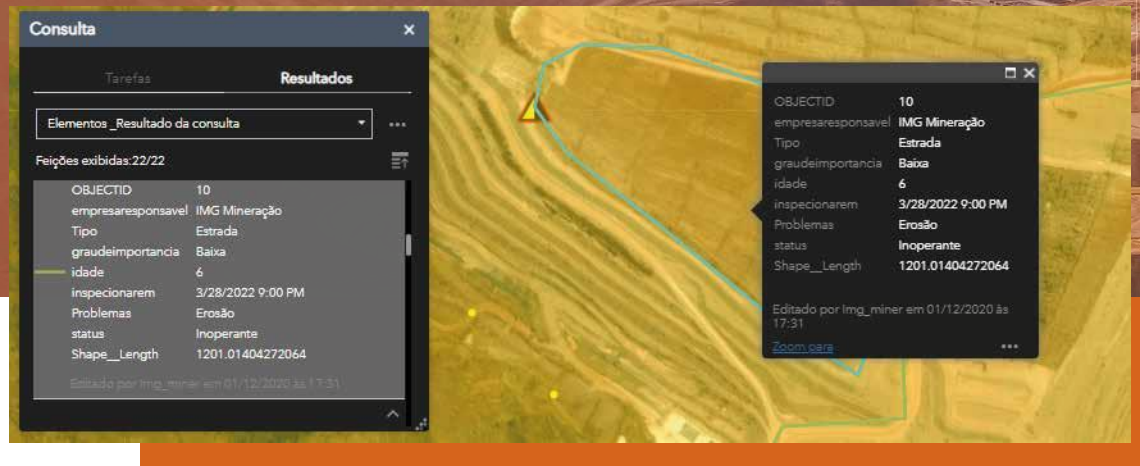 Consulta
Tarefas Resultados
Elementos _Resultado da consulta
Feições exibidas:22/22
OBJECTID 10
empresaresponsavel IMG Mineração
Tipo Estrada
graudeimportancia Baixa
idade 6
inspecionarem 3/28/2022 9:00 PM
Problemas Erosão
status Inoperante
Shape__Length 1201.01404272064
Editado por Img_miner em 01/12/2020 às 17:31
OBJECTID 10
empresaresponsavel IMG Mineração
Tipo Estrada
graudeimportancia Baixa
idade 6
inspecionarem 3/28/2022 9:00 PM
Problemas Erosão
status Inoperante
Shape__Length 1201.01404272064
Editado por Img_miner em 01/12/2020 às
17:31
Zoom para